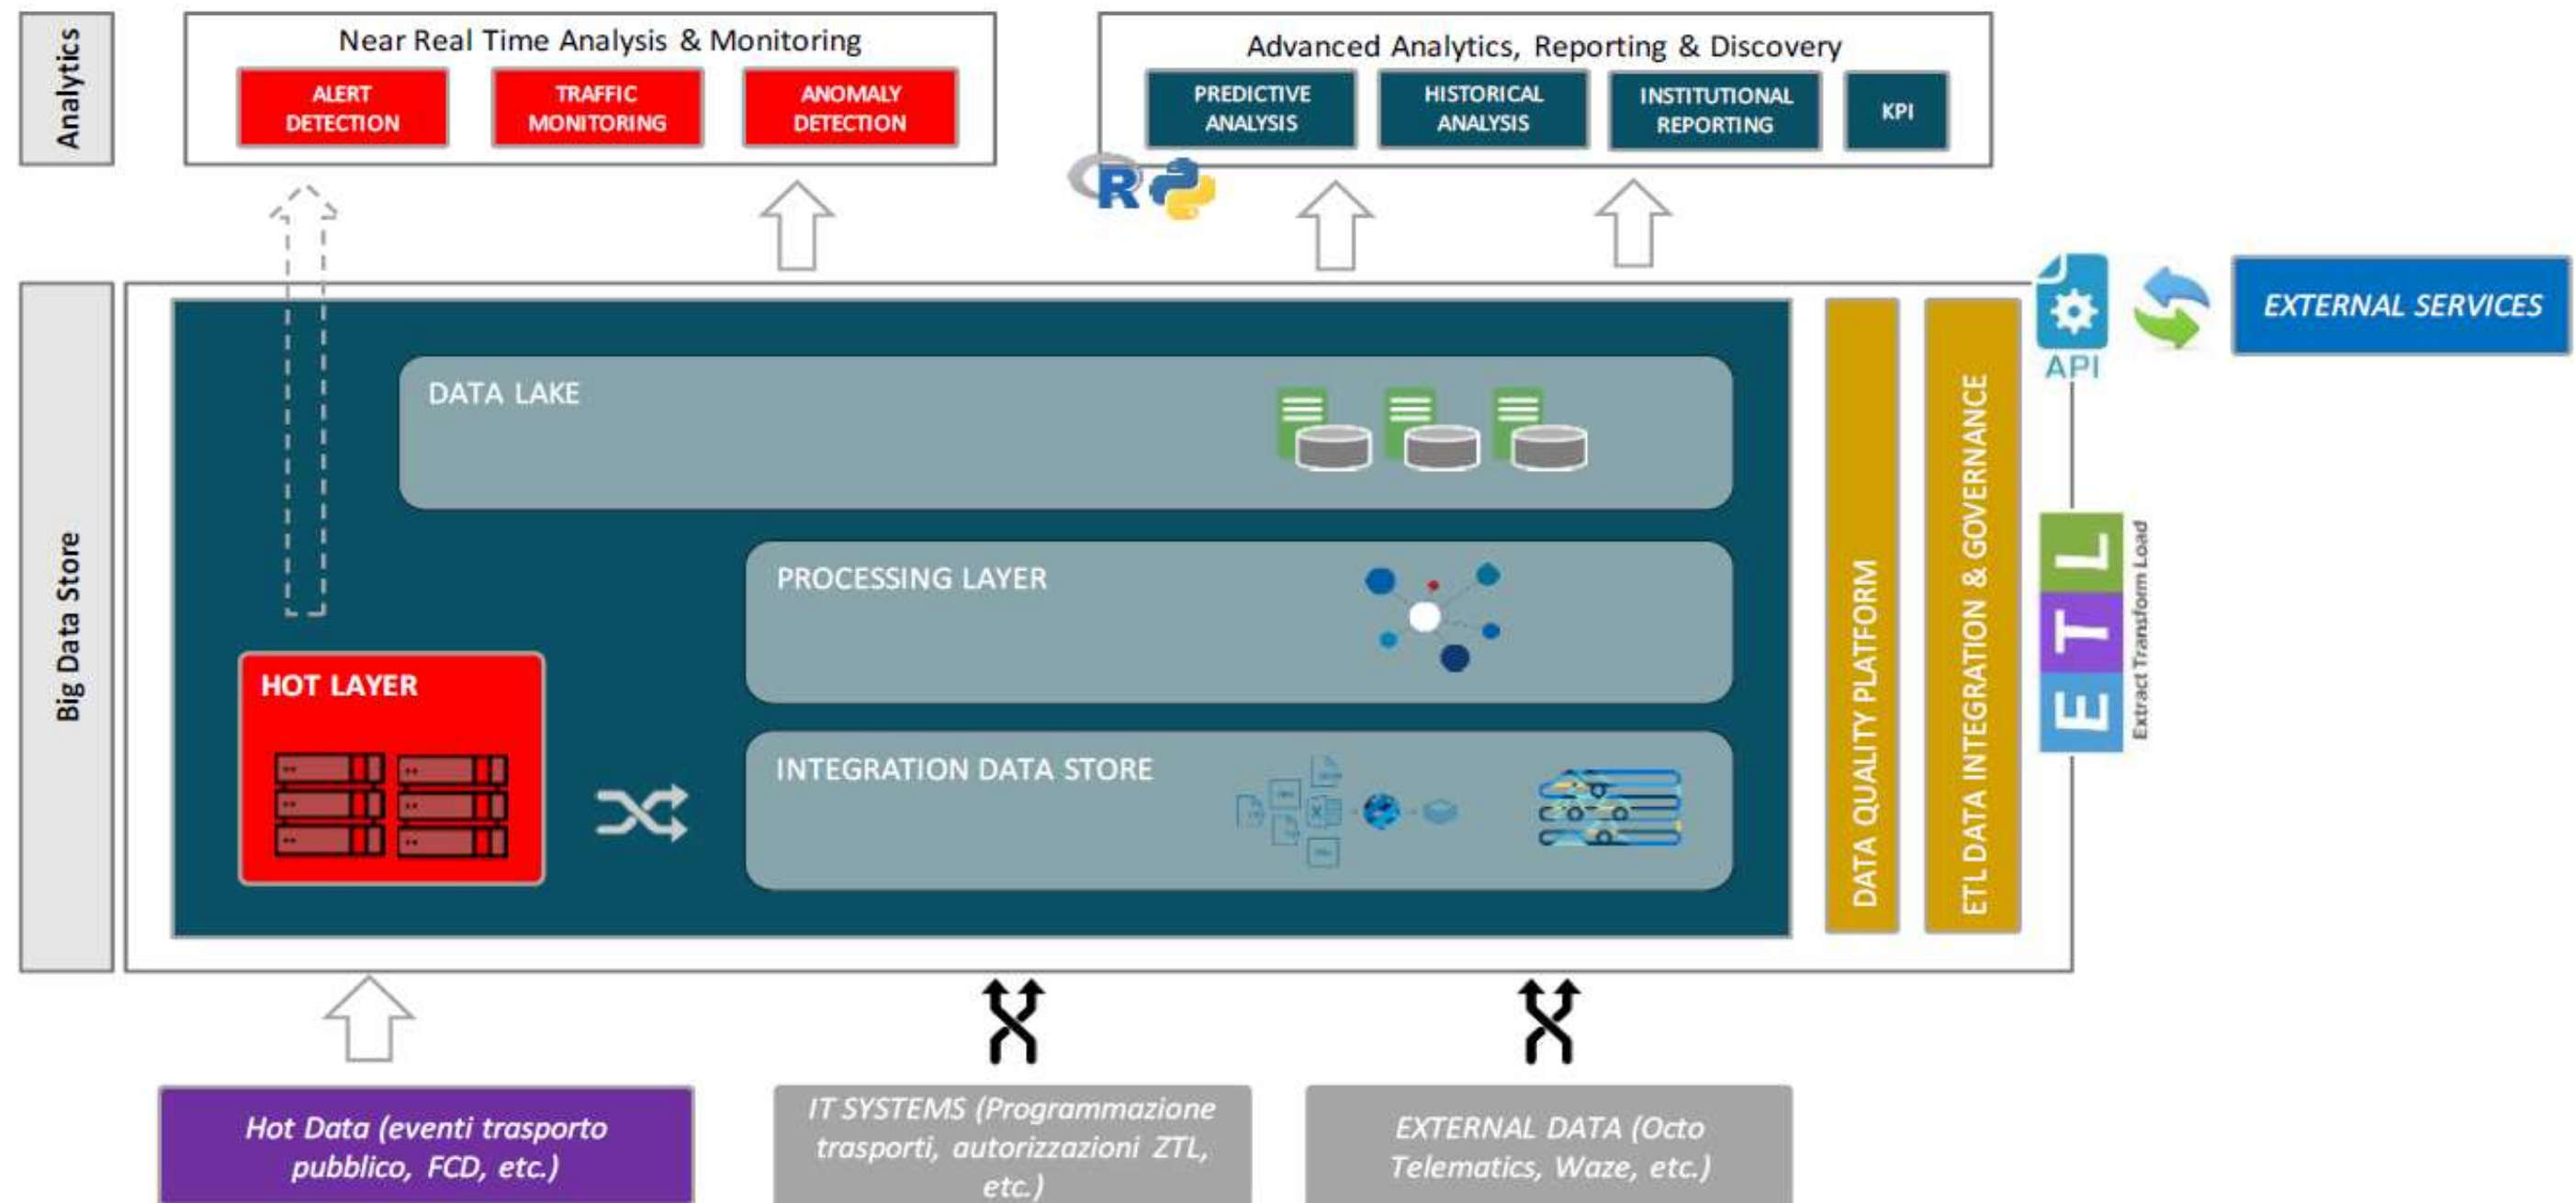 Analytics
Near Real Time Analysis & Monitoring
ALERT
DETECTION
TRAFFIC
MONITORING
ANOMALY
DETECTION
Advanced Analytics, Reporting & Discovery
PREDICTIVE
ANALYSIS
HISTORICAL
ANALYSIS
INSTITUTIONAL
REPORTING
KPI
R
Big Data Store
DATA LAKE
PROCESSING LAYER
HOT LAYER
INTEGRATION DATA STORE
DATA QUALITY PLATFORM
ETL DATA INTEGRATION & GOVERNANCE
API
EXTERNAL SERVICES
ETL
Extract Transfom Load
Hot Data (eventi trasporto
pubblico, FCD, etc.)
IT SYSTEMS (Programmazione
trasporti, autorizzazioni ZTL,
etc.)
EXTERNAL DATA (Octo
Telematics, Waze, etc.)